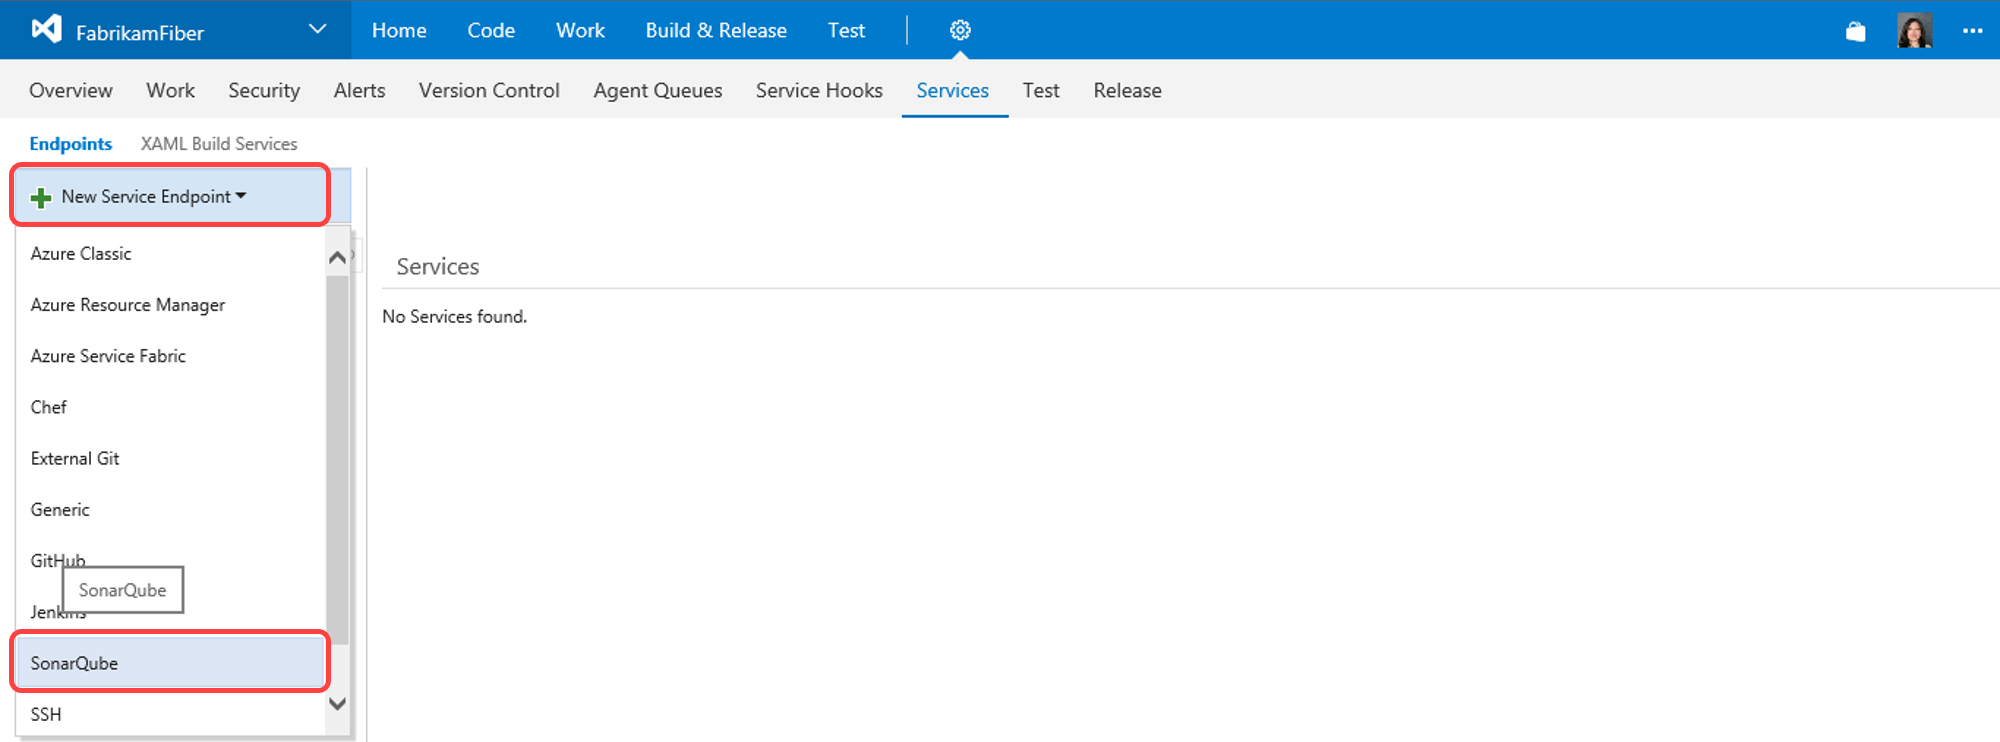 FabrikamFiber Home Code Work Build & Release Test
Overview Work Security Alerts Version Control Agent Queues Service Hooks Services Test Release
Endpoints XAML Build Services
New Service Endpoint
Azure Classic
Azure Resource Manager
Azure Service Fabric
Chef
External Git
Generic
GitHub
SonarQube
Jenkins
SonarQube
SSH
Services
No Services found.